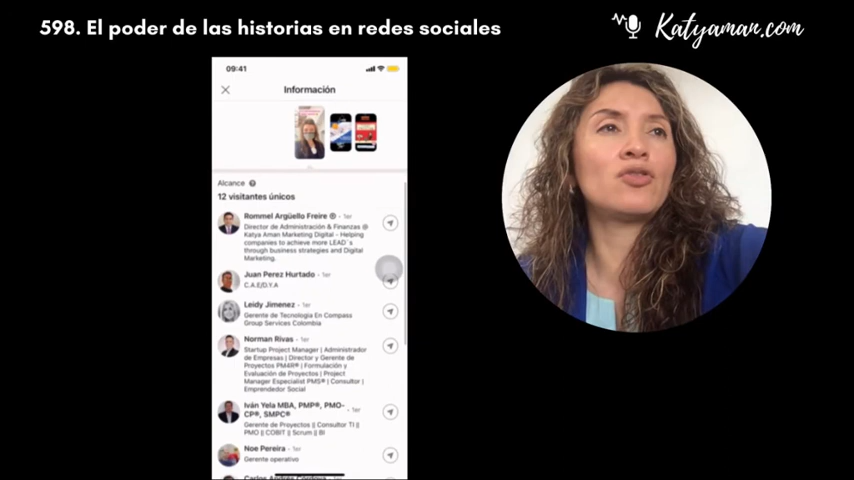 598. El poder de las historias en redes sociales
Katyaman.com
09:41
Información
Alcance
12 visitantes únicos
Rommel Argüello Freire - 1er
Director de Administración & Finanzas @
Katya Aman Marketing Digital - Helping
companies to achieve more LEAD´s
through business strategies and Digital
Marketing.
Juan Perez Hurtado - 1er
C.A.E/D.Y.A
Leidy Jimenez - 1er
Gerente de Tecnologia En Compass
Group Services Colombia
Norman Rivas - 1er
Startup Project Manager | Administrador
de Empresas | Director y Gerente de
Proyectos PM4R® | Formulación y
Evaluación de Proyectos | Project
Manager Especialist PMS® | Consultor |
Emprendedor Social
Iván Yela MBA, PMP®, PMO-
CP®, SMPC® - 1er
Gerente de Proyectos || Consultor TI ||
PMO || COBIT || Scrum || BI
Noe Pereira - 1er
Gerente operativo